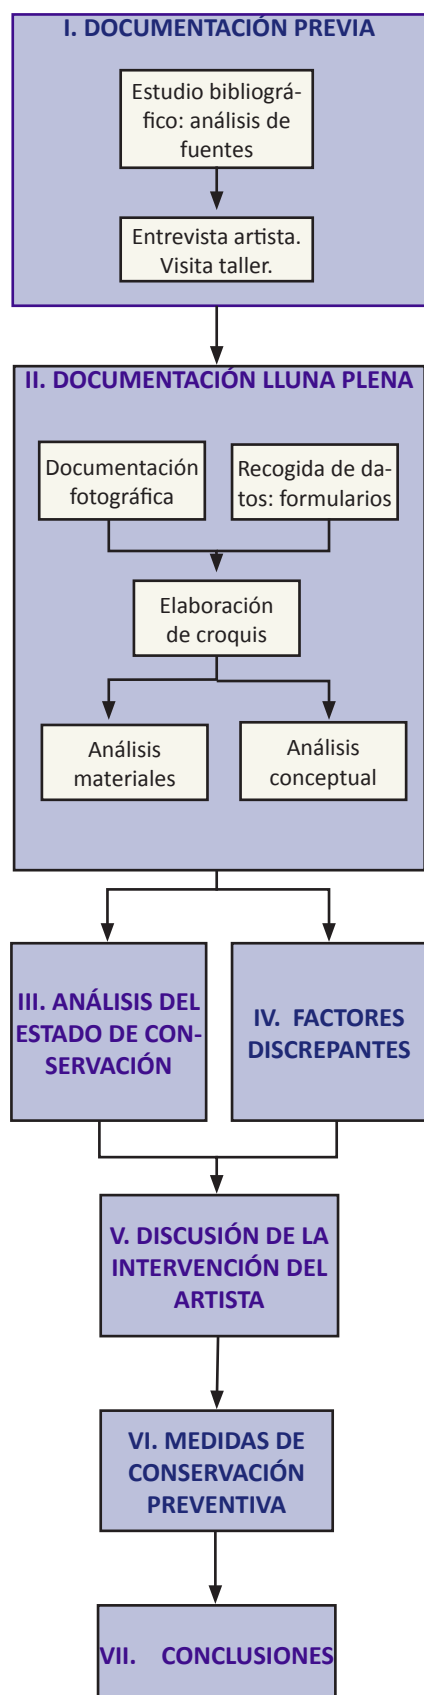 I. DOCUMENTACIÓN PREVIA
Estudio bibliográ-
fico: análisis de
fuentes
Entrevista artista.
Visita taller.
II. DOCUMENTACIÓN LLUNA PLENA
Documentación
fotográfica
Recogida de da-
tos: formularios
Elaboración
de croquis
Análisis
materiales
Análisis
conceptual
III. ANÁLISIS DEL
ESTADO DE CON-
SERVACIÓN
IV. FACTORES
DISCREPANTES
V. DISCUSIÓN DE LA
INTERVENCIÓN DEL
ARTISTA
VI. MEDIDAS DE
CONSERVACIÓN
PREVENTIVA
VII. CONCLUSIONES